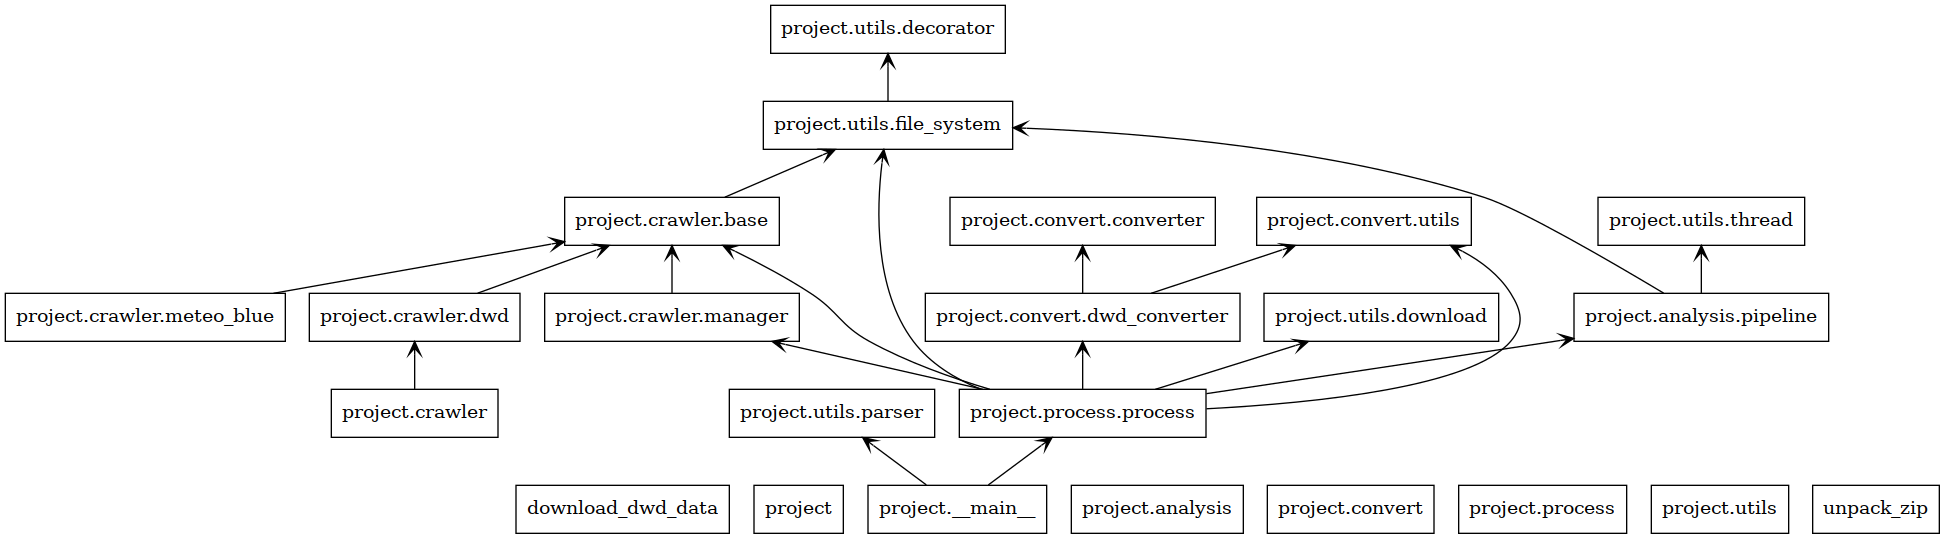 project.utils.decorator
project.utils.file_system
project.crawler.base
project.convert.converter
project.convert.utils
project.utils.thread
project.crawler.meteo_blue
project.crawler.dwd
project.crawler.manager
project.convert.dwd_converter
project.utils.download
project.analysis.pipeline
project.crawler
project.utils.parser
project.process.process
download_dwd_data
project
project.__main__
project.analysis
project.convert
project.process
project.utils
unpack_zip